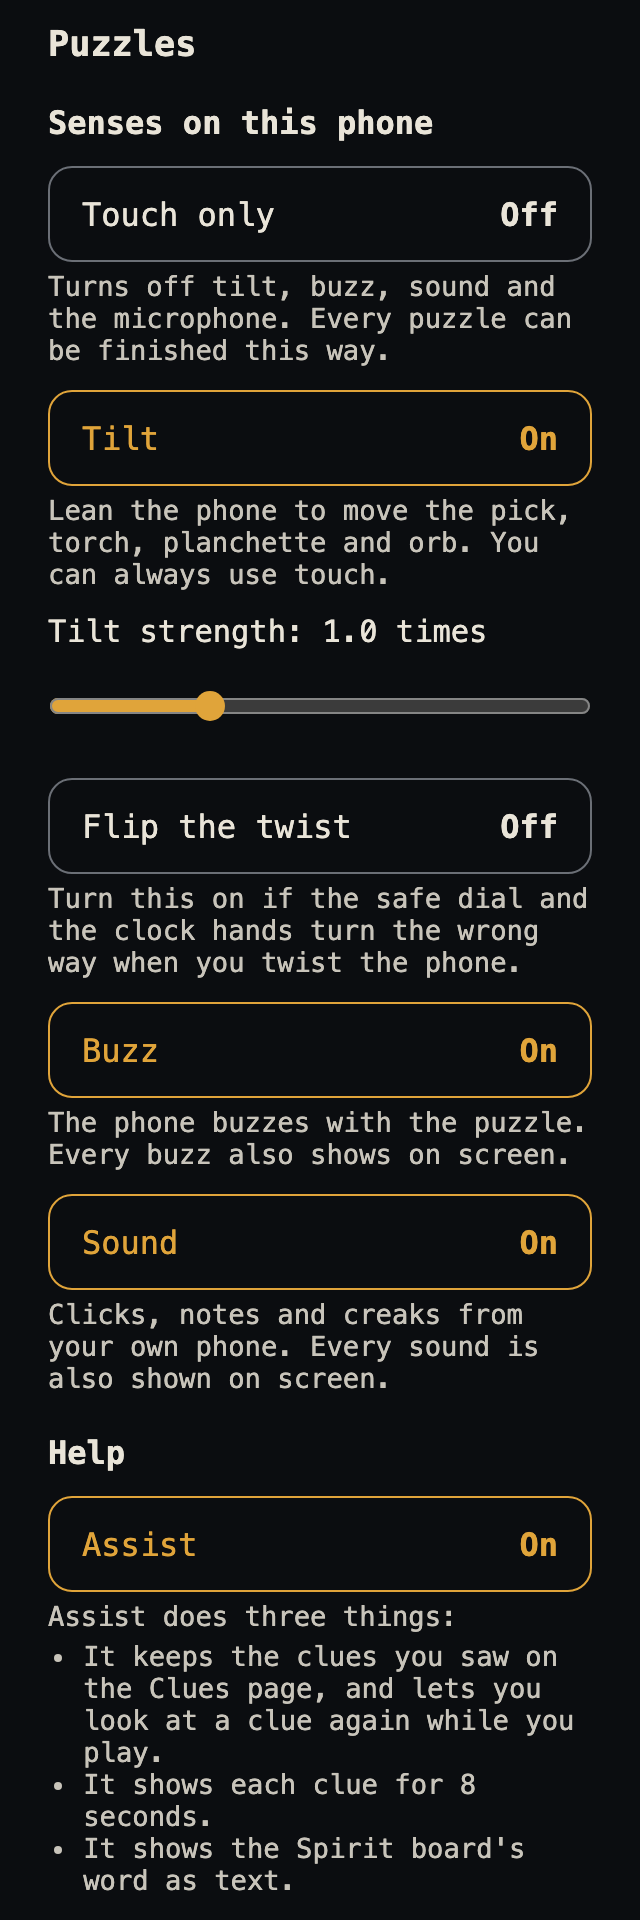 Puzzles
Senses on this phone
Touch only Off
Turns off tilt, buzz, sound and
the microphone. Every puzzle can
be finished this way.
Tilt On
Lean the phone to move the pick,
torch, planchette and orb. You
can always use touch.
Tilt strength: 1.0 times
Flip the twist Off
Turn this on if the safe dial and
the clock hands turn the wrong
way when you twist the phone.
Buzz On
The phone buzzes with the puzzle.
Every buzz also shows on screen.
Sound On
Clicks, notes and creaks from
your own phone. Every sound is
also shown on screen.
Help
Assist On
Assist does three things:
• It keeps the clues you saw on
the Clues page, and lets you
look at a clue again while you
play.
• It shows each clue for 8
seconds.
• It shows the Spirit board's
word as text.